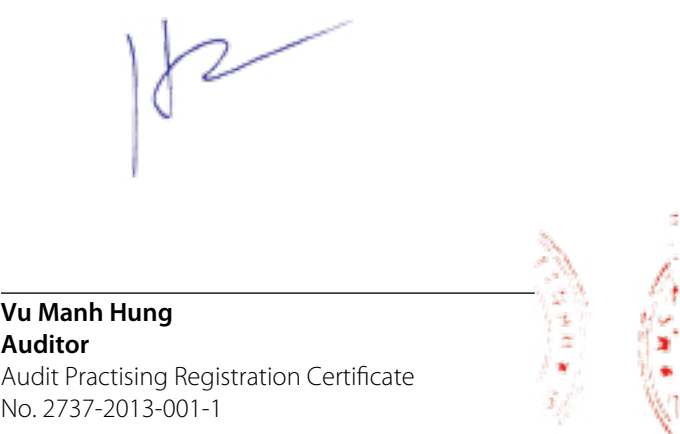 Vu Manh Hung
Auditor
Audit Practising Registration Certificate
No. 2737-2013-001-1